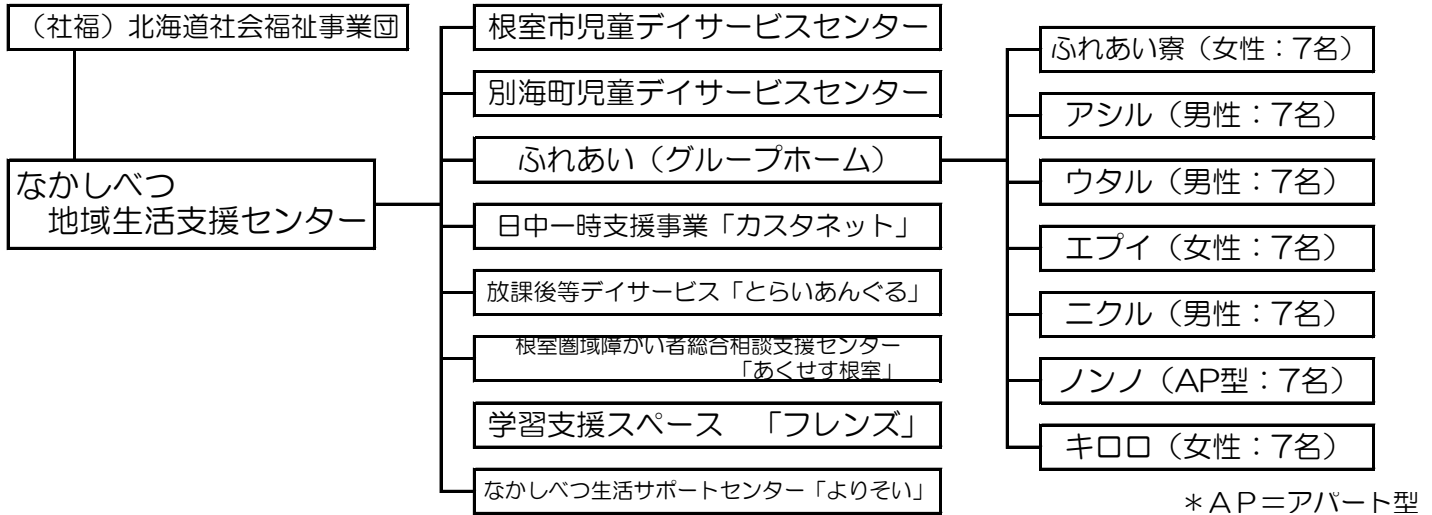 （社福）北海道社会福祉事業団
なかしべつ
地域生活支援センター
根室市児童デイサービスセンター
別海町児童デイサービスセンター
ふれあい（グループホーム）
日中一時支援事業「カスタネット」
放課後等デイサービス「とらいあんぐる」
根室圏域障がい者総合相談支援センター
「あくせす根室」
学習支援スペース　「フレンズ」
なかしべつ生活サポートセンター「よりそい」
ふれあい寮（女性：7名）
アシル（男性：7名）
ウタル（男性：7名）
エプイ（女性：7名）
ニクル（男性：7名）
ノンノ（AP型：7名）
キロロ（女性：7名）
＊ＡＰ＝アパート型